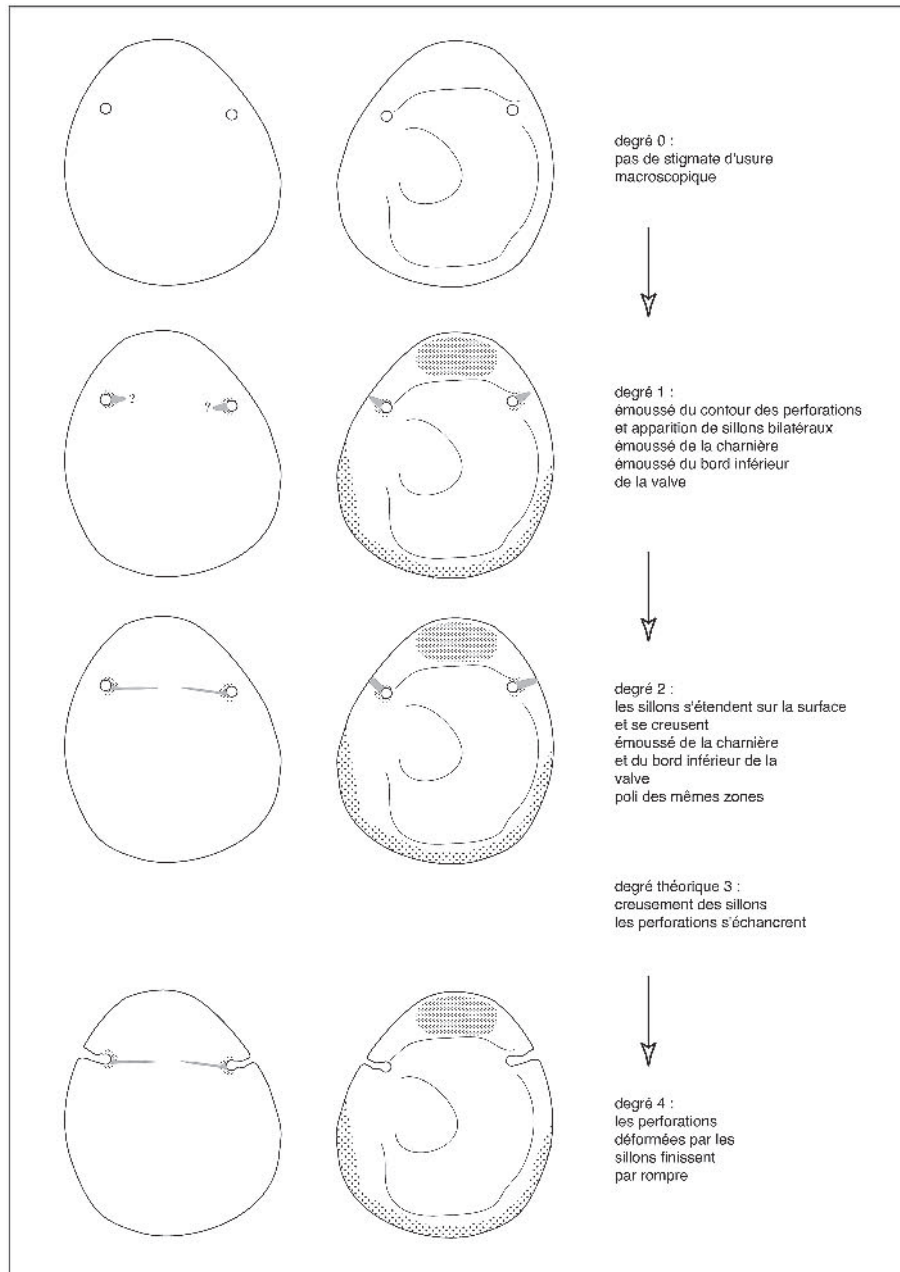 degré 0 :
pas de stigmate d'usure
macroscopique
? ?
degré 1 :
émoussé du contour des perforations
et apparition de sillons bilatéraux
émoussé de la charnière
émoussé du bord inférieur
de la valve
degré 2 :
les sillons s'étendent sur la surface
et se creusent
émoussé de la charnière
et du bord inférieur de la
valve
poli des mêmes zones
degré théorique 3 :
creusement des sillons
les perforations s'échancrent
degré 4 :
les perforations
déformées par les
sillons finissent
par rompre